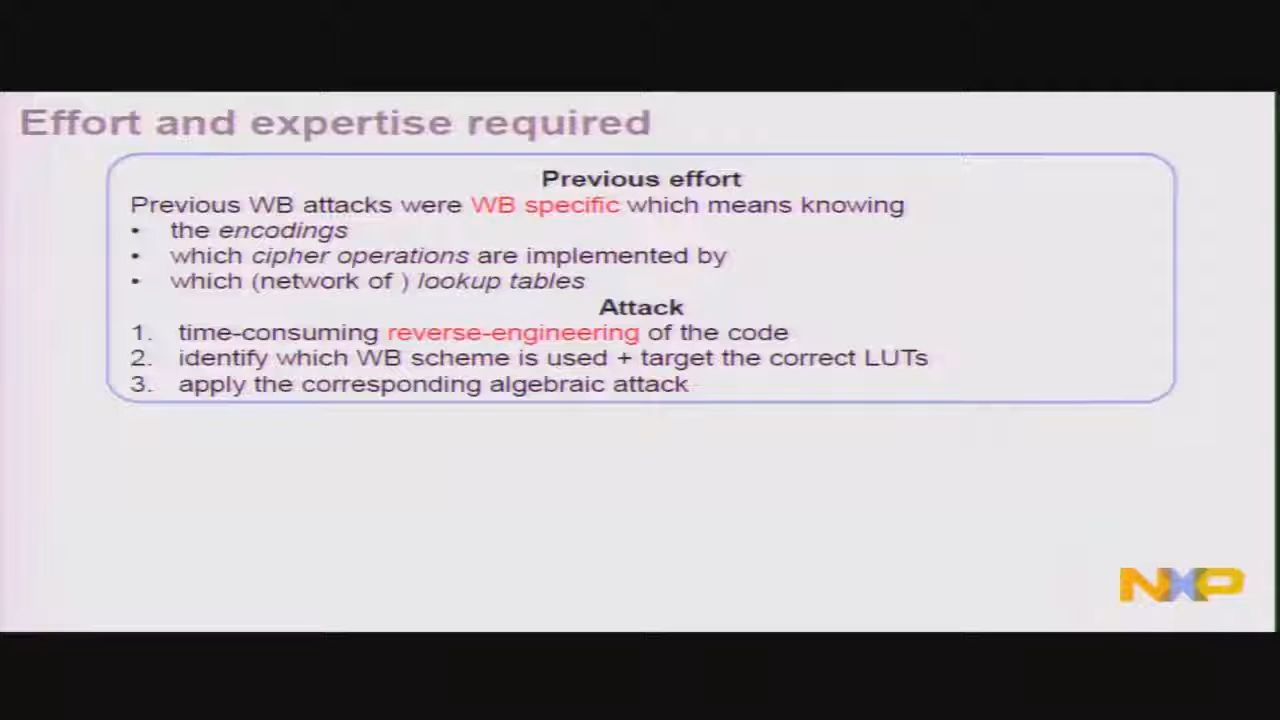 Effort and expertise required
Previous effort
Previous WB attacks were WB specific which means knowing
• the encodings
• which cipher operations are implemented by
• which (network of ) lookup tables
Attack
1. time-consuming reverse-engineering of the code
2. identify which WB scheme is used + target the correct LUTs
3. apply the corresponding algebraic attack
NXP